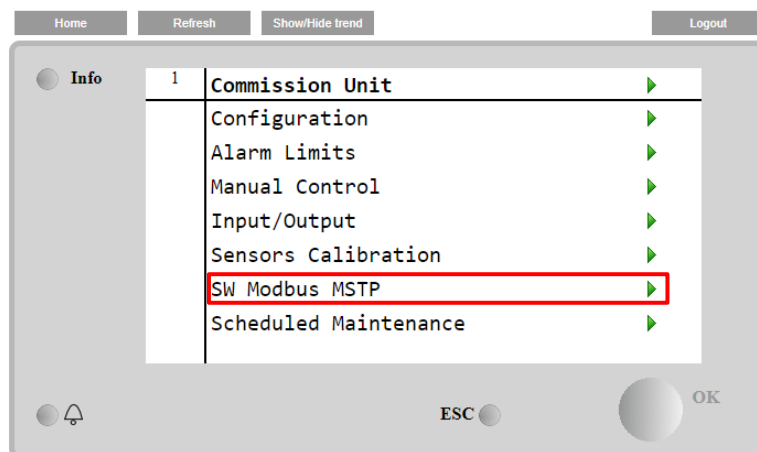 Home Refresh Show/Hide trend Logout
Info
1 Commission Unit
Configuration
Alarm Limits
Manual Control
Input/Output
Sensors Calibration
SW Modbus MSTP
Scheduled Maintenance
ESC OK